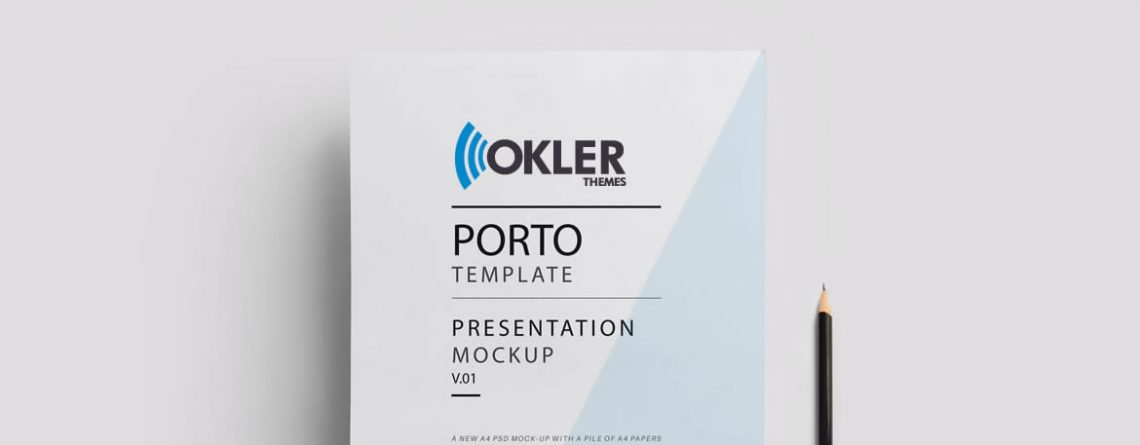 OKLER
THEMES
PORTO
TEMPLATE
PRESENTATION
MOCKUP
V.01
A NEW A4 PSD MOCK-UP WITH A PILE OF A4 PAPERS